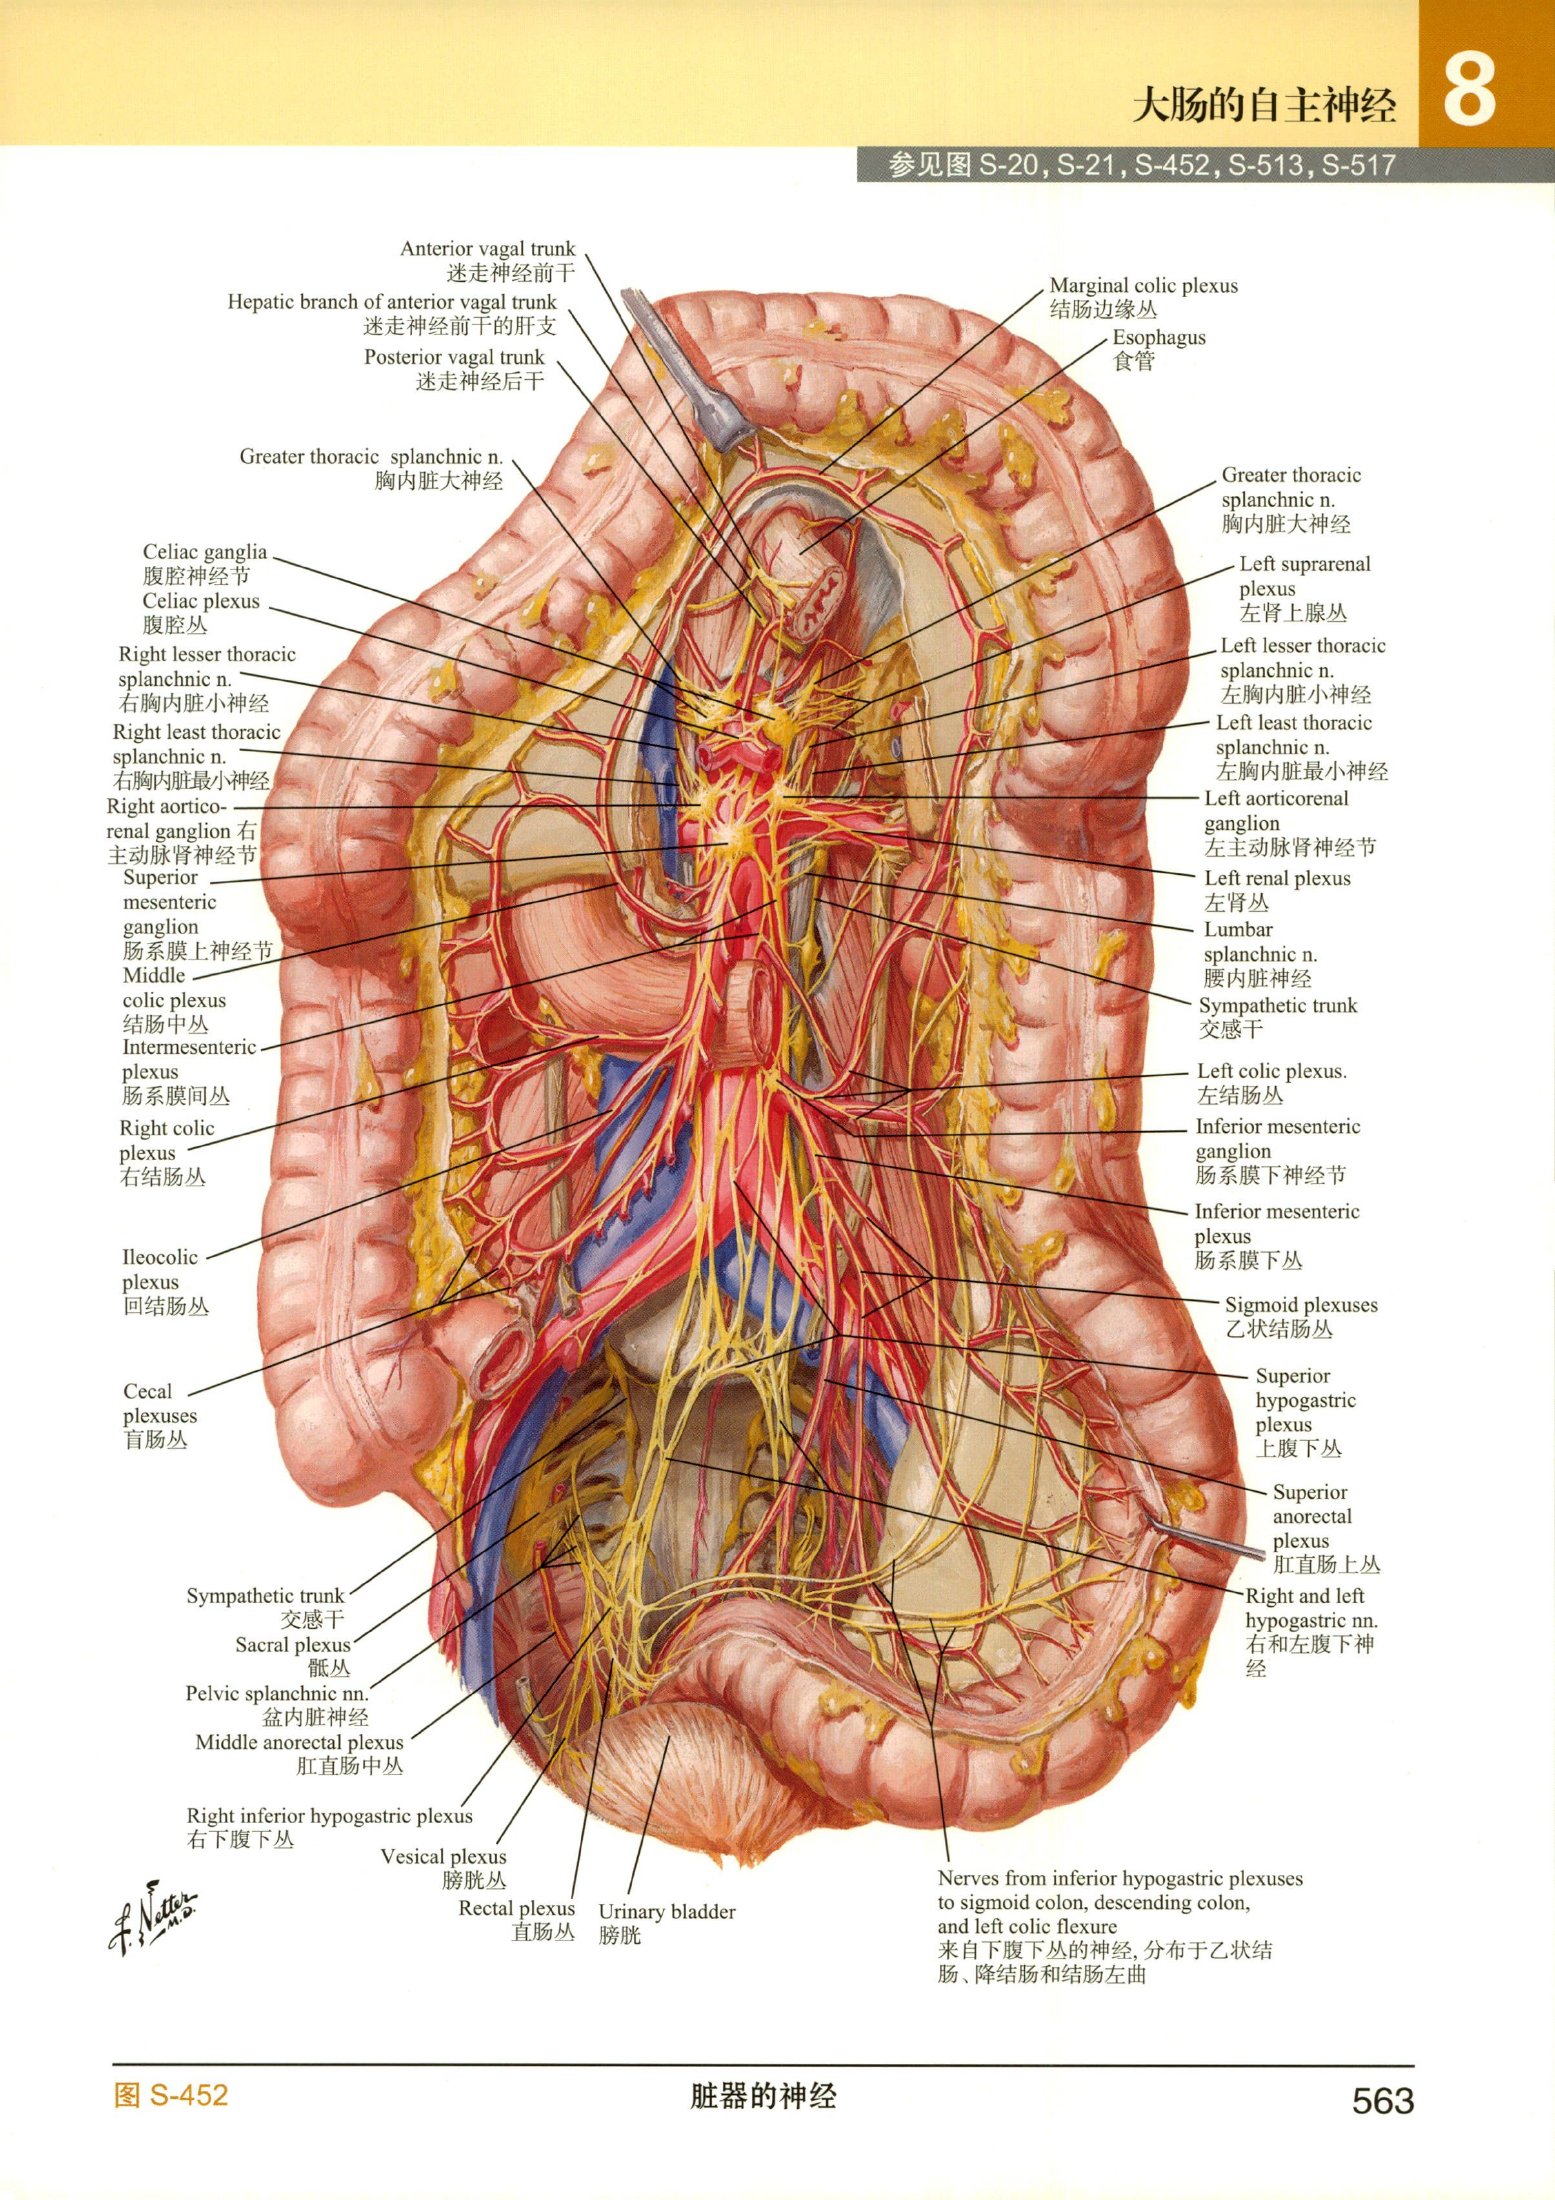 大肠的自主神经
8
参见图 S-20, S-21, S-452, S-513, S-517
Anterior vagal trunk
迷走神经前干
Hepatic branch of anterior vagal trunk
迷走神经前干的肝支
Posterior vagal trunk
迷走神经后干
Greater thoracic splanchnic n.
胸内脏大神经
Celiac ganglia
腹腔神经节
Celiac plexus
腹腔丛
Right lesser thoracic
splanchnic n.
右胸内脏小神经
Right least thoracic
splanchnic n.
右胸内脏最小神经
Right aortico-
renal ganglion 右
主动脉肾神经节
Superior
mesenteric
ganglion
肠系膜上神经节
Middle
colic plexus
结肠中丛
Intermesenteric
plexus
肠系膜间丛
Right colic
plexus
右结肠丛
Ileocolic
plexus
回结肠丛
Cecal
plexuses
盲肠丛
Sympathetic trunk
交感干
Sacral plexus
骶丛
Pelvic splanchnic nn.
盆内脏神经
Middle anorectal plexus
肛直肠中丛
Right inferior hypogastric plexus
右下腹下丛
Vesical plexus
膀胱丛
Rectal plexus
直肠丛
Urinary bladder
膀胱
Marginal colic plexus
结肠边缘丛
Esophagus
食管
Greater thoracic
splanchnic n.
胸内脏大神经
Left suprarenal
plexus
左肾上腺丛
Left lesser thoracic
splanchnic n.
左胸内脏小神经
Left least thoracic
splanchnic n.
左胸内脏最小神经
Left aorticorenal
ganglion
左主动脉肾神经节
Left renal plexus
左肾丛
Lumbar
splanchnic n.
腰内脏神经
Sympathetic trunk
交感干
Left colic plexus.
左结肠丛
Inferior mesenteric
ganglion
肠系膜下神经节
Inferior mesenteric
plexus
肠系膜下丛
Sigmoid plexuses
乙状结肠丛
Superior
hypogastric
plexus
上腹下丛
Superior
anorectal
plexus
肛直肠上丛
Right and left
hypogastric nn.
右和左腹下神
经
Nerves from inferior hypogastric plexuses
to sigmoid colon, descending colon,
and left colic flexure
来自下腹下丛的神经, 分布于乙状结
肠、降结肠和结肠左曲
F. Netter
M.D.
图 S-452
脏器的神经
563